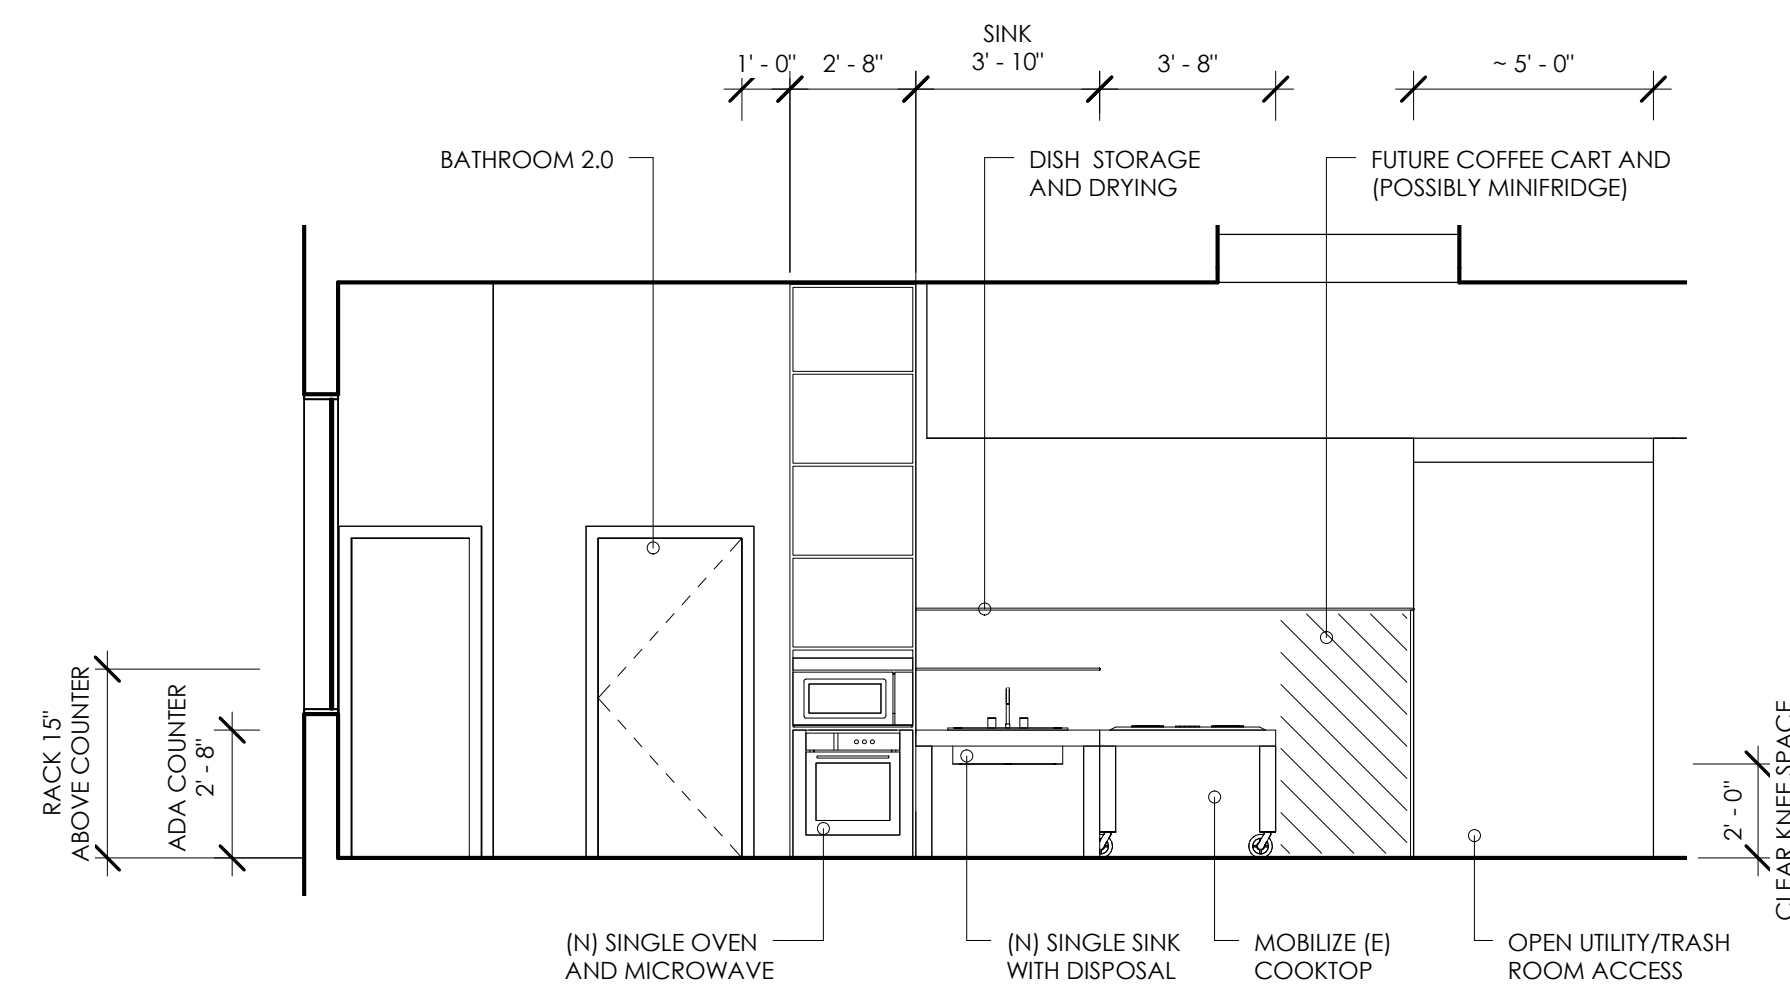 SINK
1' - 0" 2' - 8" 3' - 10" 3' - 8" ~ 5' - 0"
BATHROOM 2.0
DISH STORAGE
AND DRYING
FUTURE COFFEE CART AND
(POSSIBLY MINIFRIDGE)
RACK 15"
ABOVE COUNTER
ADA COUNTER
2' - 8"
2' - 0"
CLEAR KNEE SPACE
(N) SINGLE OVEN
AND MICROWAVE
(N) SINGLE SINK
WITH DISPOSAL
MOBILIZE (E)
COOKTOP
OPEN UTILITY/TRASH
ROOM ACCESS